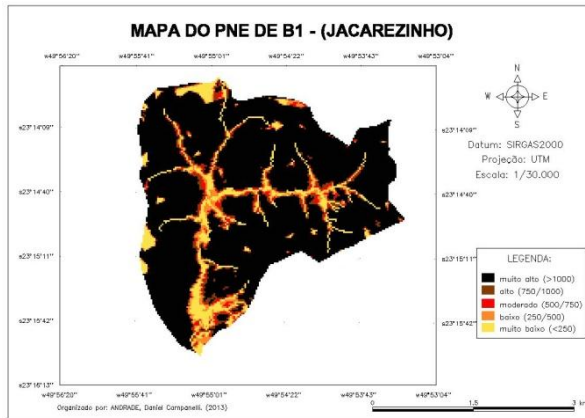 MAPA DO PNE DE B1 - (JACAREZINHO)
w49°56'20" w49°55'41" w49°55'01" w49°54'22" w49°53'43" w49°53'04"
N
W E
S
s23°14'09" s23°14'09"
Datum: SIRGAS2000
Projeção: UTM
Escala: 1/30.000
s23°14'40" s23°14'40"
s23°15'11" s23°15'11"
LEGENDA:
muito alto (>1000)
alto (750/1000)
moderado (500/750)
baixo (250/500)
muito baixo (<250)
s23°15'42" s23°15'42"
s23°16'13"
w49°56'20" w49°55'41" w49°55'01" w49°54'22" w49°53'43" w49°53'04"
Organizado por: ANDRADE, Daniel Campanelli. (2013)
0 1.5 3 k